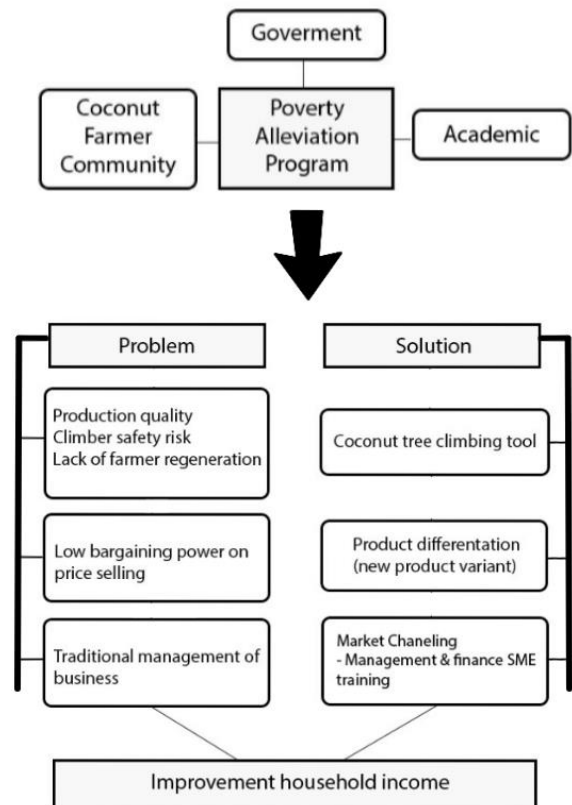 Goverment
Coconut
Farmer
Community
Poverty
Alleviation
Program
Academic
Problem
Solution
Production quality
Climber safety risk
Lack of farmer regeneration
Coconut tree climbing tool
Low bargaining power on
price selling
Product differentation
(new product variant)
Traditional management of
business
Market Chaneling
- Management & finance SME
training
Improvement household income